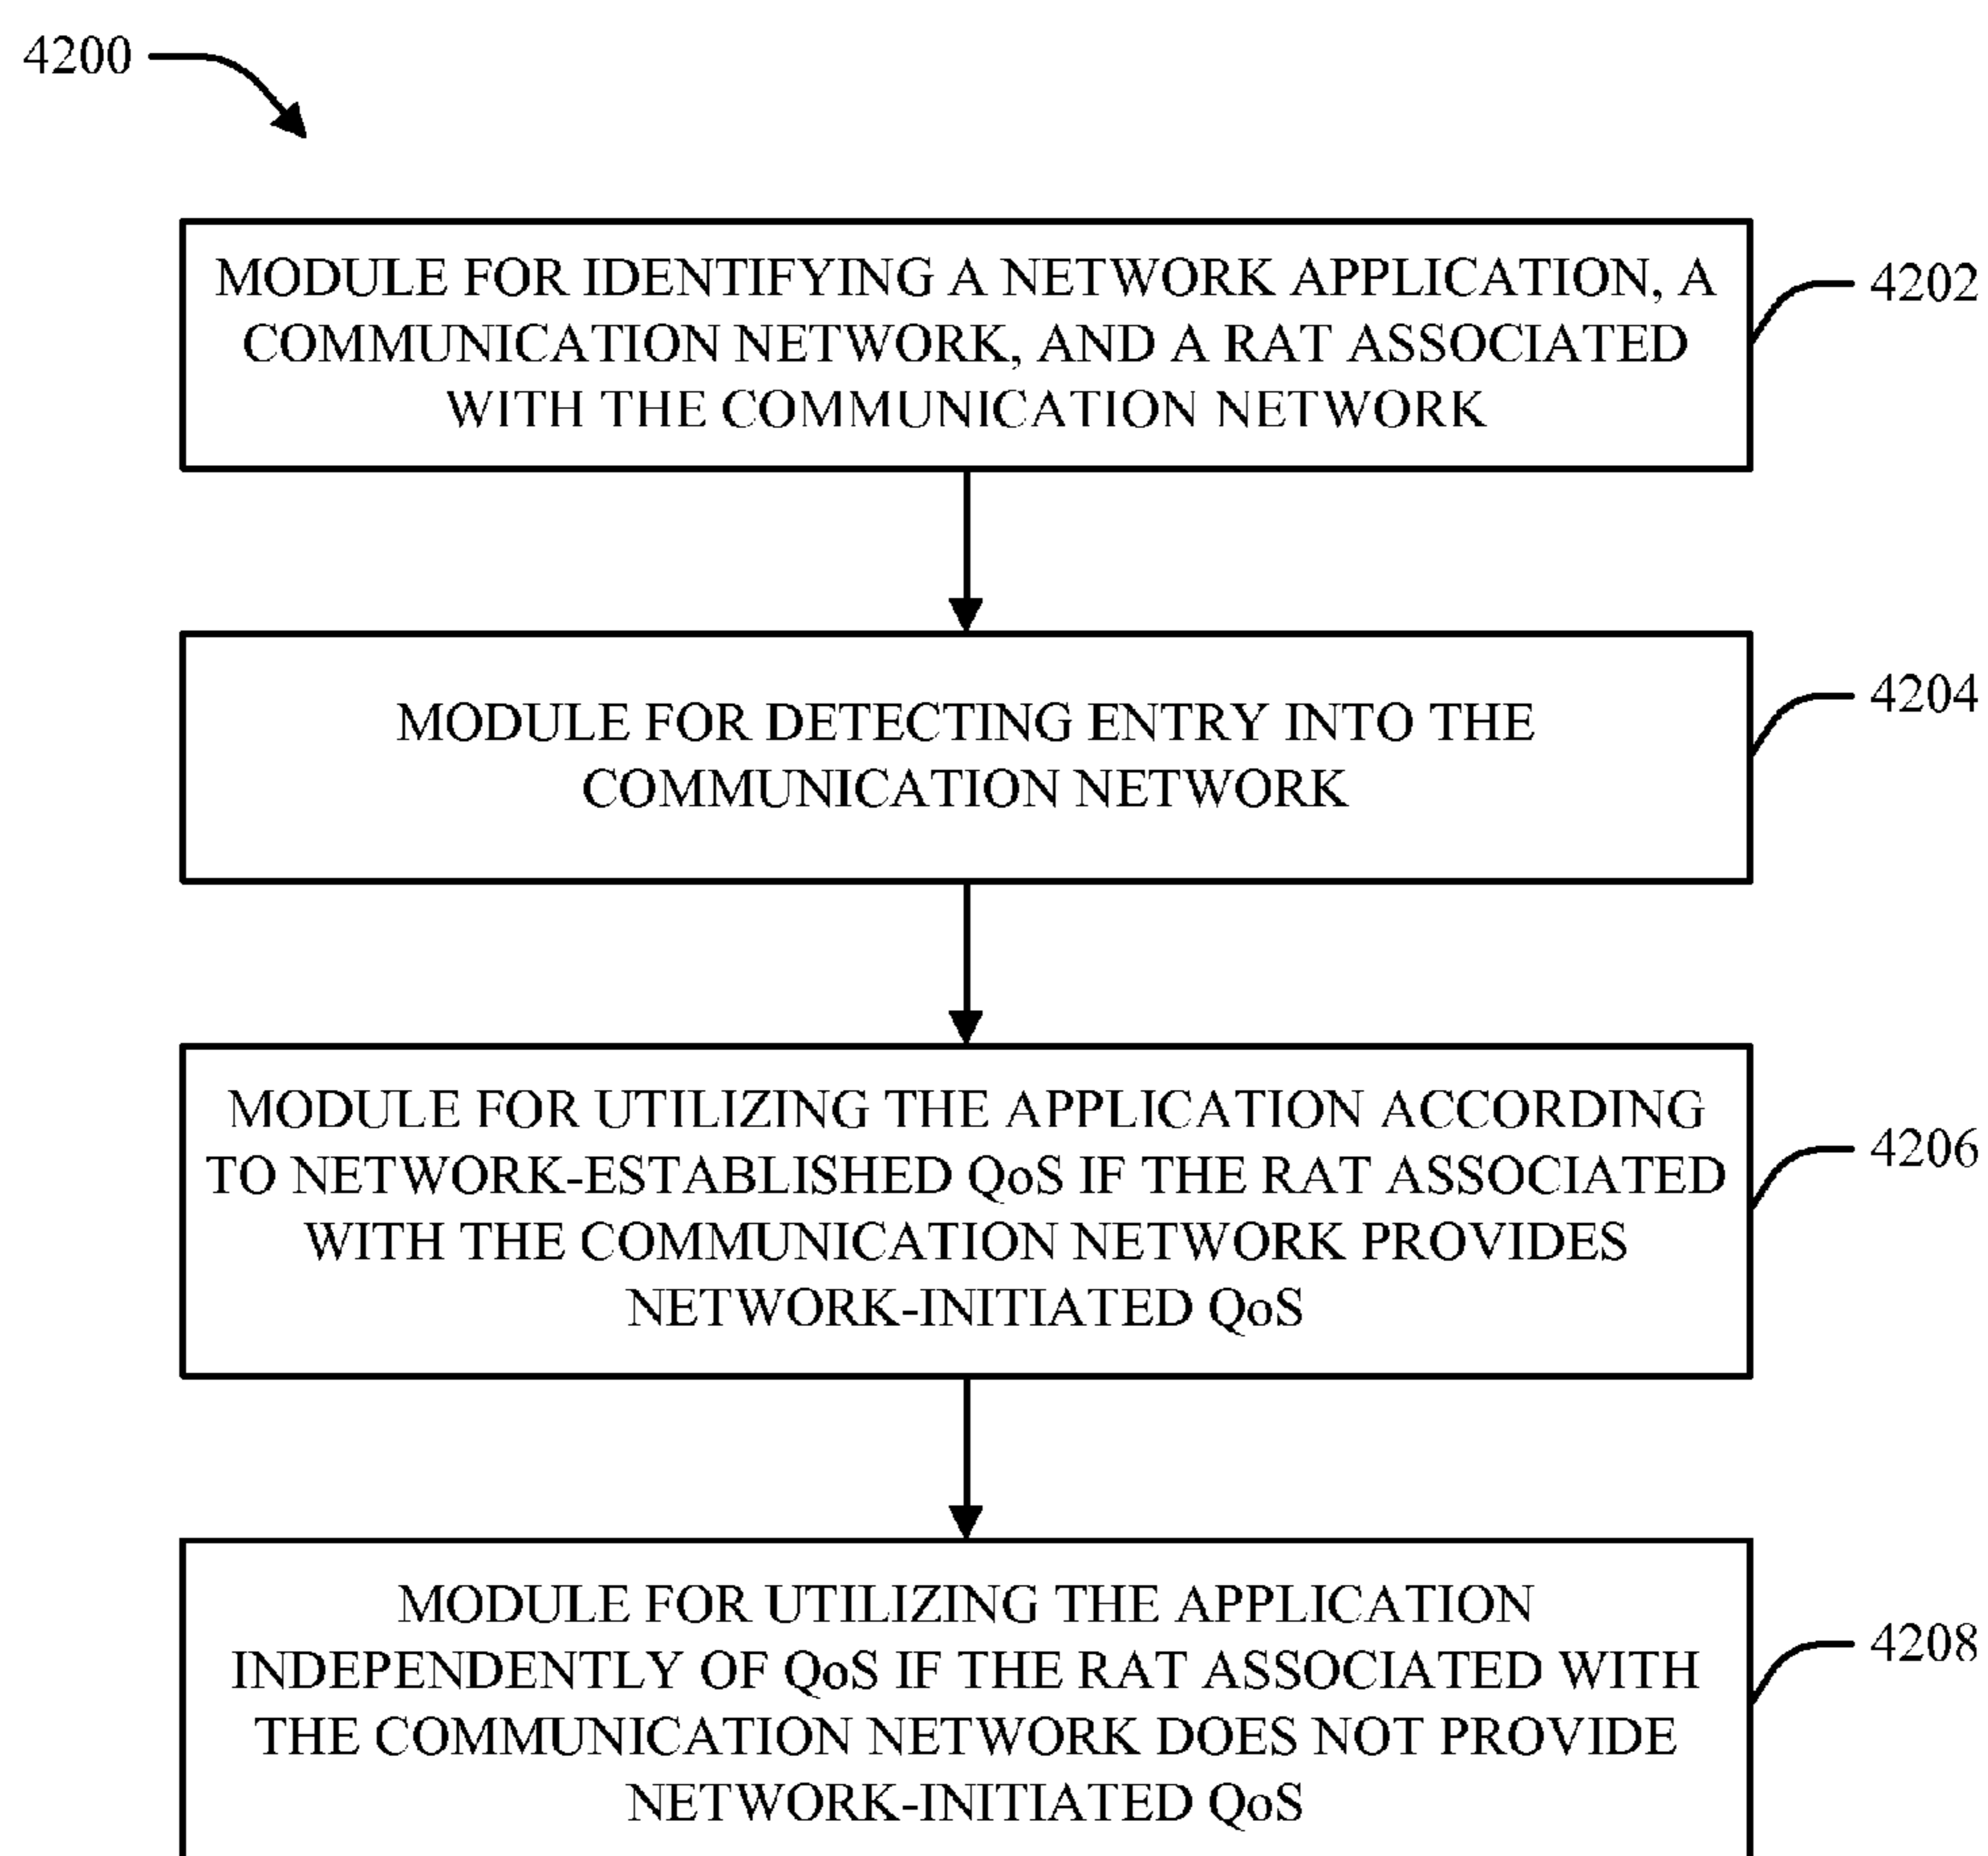 4200
MODULE FOR IDENTIFYING A NETWORK APPLICATION, A
COMMUNICATION NETWORK, AND A RAT ASSOCIATED
WITH THE COMMUNICATION NETWORK
4202
MODULE FOR DETECTING ENTRY INTO THE
COMMUNICATION NETWORK
4204
MODULE FOR UTILIZING THE APPLICATION ACCORDING
TO NETWORK-ESTABLISHED QoS IF THE RAT ASSOCIATED
WITH THE COMMUNICATION NETWORK PROVIDES
NETWORK-INITIATED QoS
4206
MODULE FOR UTILIZING THE APPLICATION
INDEPENDENTLY OF QoS IF THE RAT ASSOCIATED WITH
THE COMMUNICATION NETWORK DOES NOT PROVIDE
NETWORK-INITIATED QoS
4208